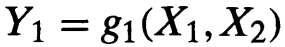 Y₁ = g₁(X₁, X₂)